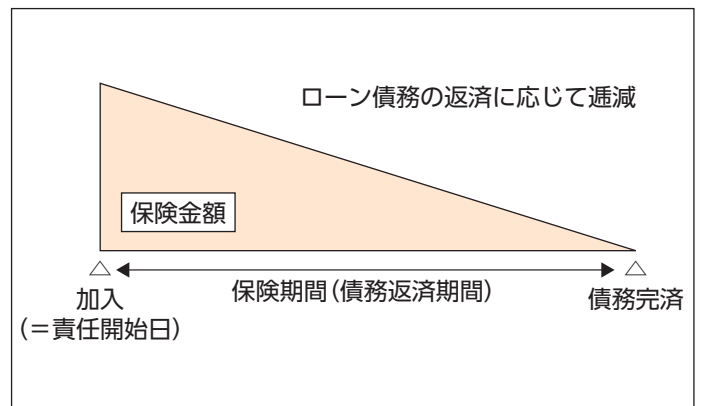 ローン債務の返済に応じて逓減
保険金額
△ △
保険期間(債務返済期間)
加入
(=責任開始日)
債務完済